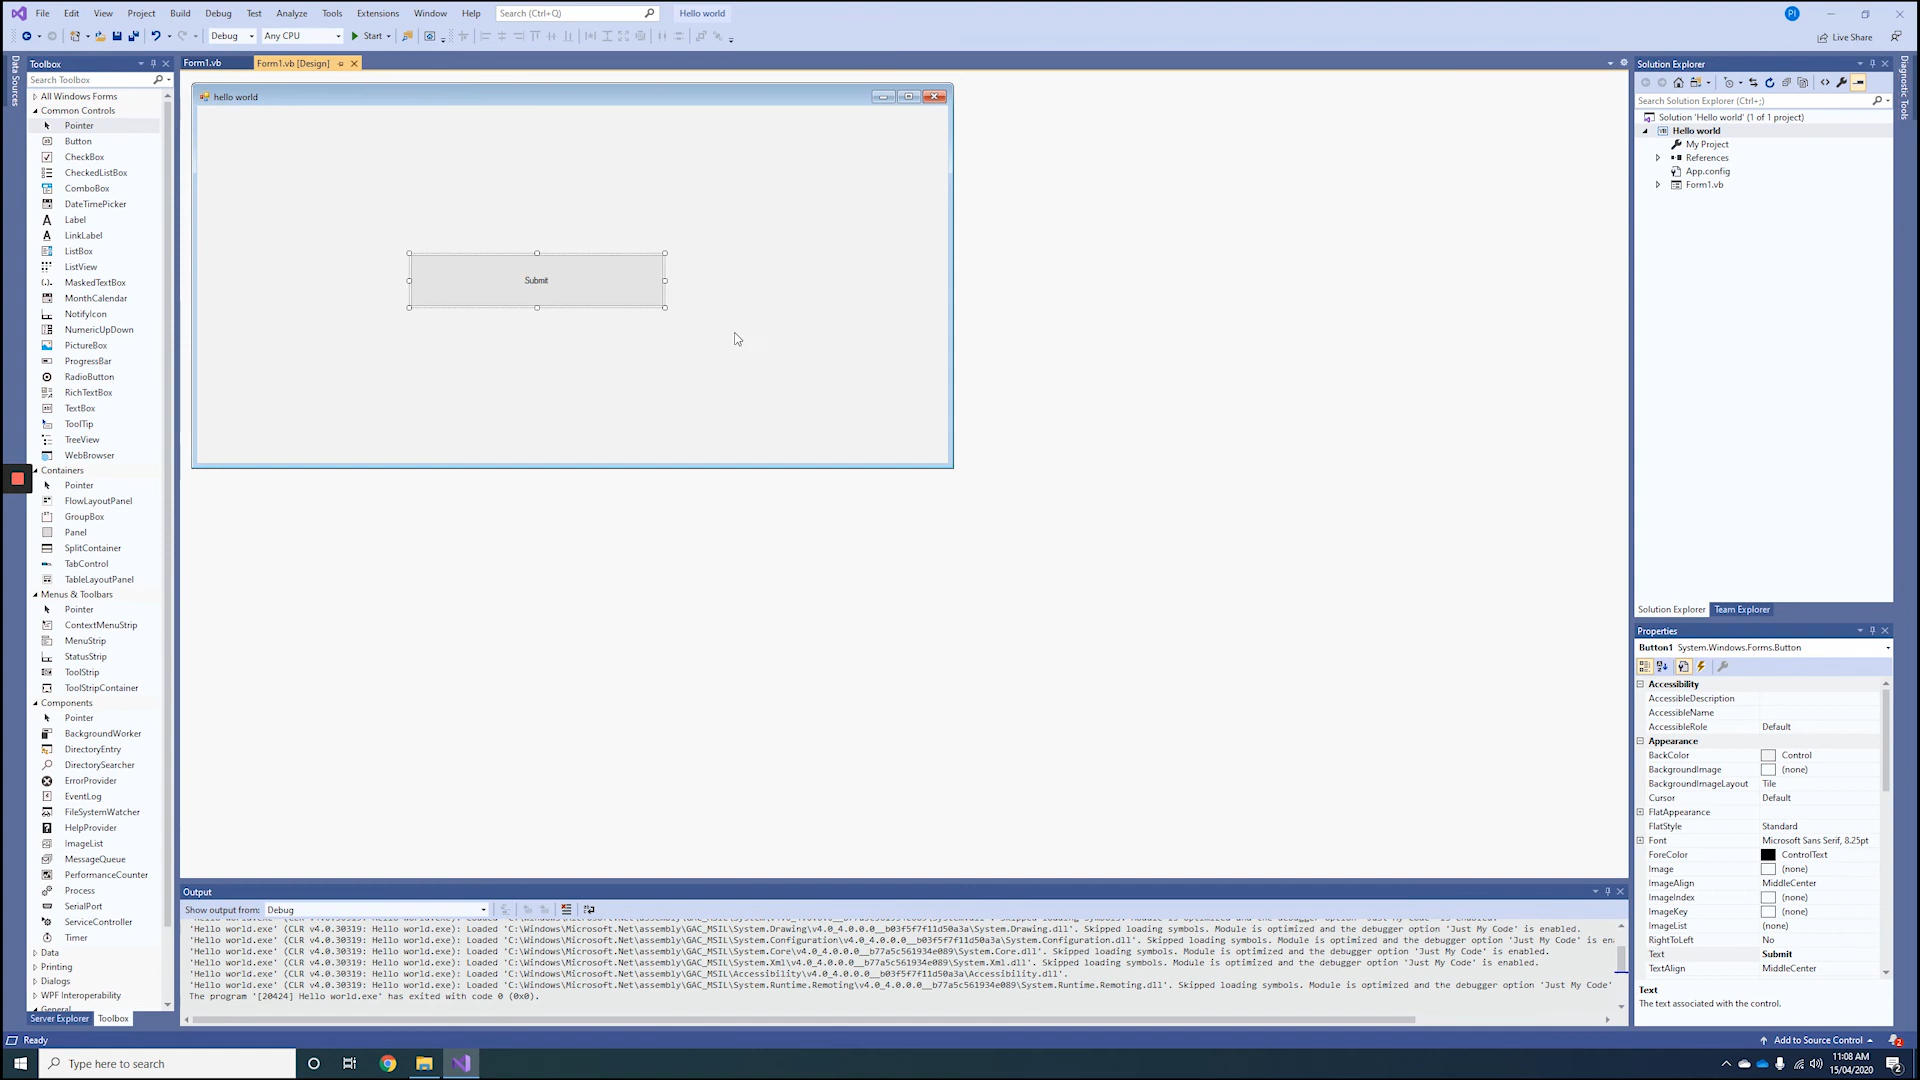 File Edit View Project Build Debug Test Analyze Tools Extensions Window Help Search (Ctrl+Q) Hello world PI
Debug Any CPU Start Live Share
Data Sources
Toolbox
Search Toolbox
All Windows Forms
Common Controls
Pointer
Button
CheckBox
CheckedListBox
ComboBox
DateTimePicker
Label
LinkLabel
ListBox
ListView
MaskedTextBox
MonthCalendar
NotifyIcon
NumericUpDown
PictureBox
ProgressBar
RadioButton
RichTextBox
TextBox
ToolTip
TreeView
WebBrowser
Containers
Pointer
FlowLayoutPanel
GroupBox
Panel
SplitContainer
TabControl
TableLayoutPanel
Menus & Toolbars
Pointer
ContextMenuStrip
MenuStrip
StatusStrip
ToolStrip
ToolStripContainer
Components
Pointer
BackgroundWorker
DirectoryEntry
DirectorySearcher
ErrorProvider
EventLog
FileSystemWatcher
HelpProvider
ImageList
MessageQueue
PerformanceCounter
Process
SerialPort
ServiceController
Timer
Data
Printing
Dialogs
WPF Interoperability
General
Server Explorer Toolbox
Form1.vb Form1.vb [Design]
hello world
Submit
Output
Show output from: Debug
'Hello world.exe' (CLR v4.0.30319: Hello world.exe): Loaded 'C:\Windows\Microsoft.Net\assembly\GAC_MSIL\System.Drawing\v4.0_4.0.0.0__b03f5f7f11d50a3a\System.Drawing.dll'. Skipped loading symbols. Module is optimized and the debugger option 'Just My Code' is enabled.
'Hello world.exe' (CLR v4.0.30319: Hello world.exe): Loaded 'C:\Windows\Microsoft.Net\assembly\GAC_MSIL\System.Configuration\v4.0_4.0.0.0__b03f5f7f11d50a3a\System.Configuration.dll'. Skipped loading symbols. Module is optimized and the debugger option 'Just My Code' is en
'Hello world.exe' (CLR v4.0.30319: Hello world.exe): Loaded 'C:\Windows\Microsoft.Net\assembly\GAC_MSIL\System.Core\v4.0_4.0.0.0__b77a5c561934e089\System.Core.dll'. Skipped loading symbols. Module is optimized and the debugger option 'Just My Code' is enabled.
'Hello world.exe' (CLR v4.0.30319: Hello world.exe): Loaded 'C:\Windows\Microsoft.Net\assembly\GAC_MSIL\System.Xml\v4.0_4.0.0.0__b77a5c561934e089\System.Xml.dll'. Skipped loading symbols. Module is optimized and the debugger option 'Just My Code' is enabled.
'Hello world.exe' (CLR v4.0.30319: Hello world.exe): Loaded 'C:\Windows\Microsoft.Net\assembly\GAC_MSIL\Accessibility\v4.0_4.0.0.0__b03f5f7f11d50a3a\Accessibility.dll'.
'Hello world.exe' (CLR v4.0.30319: Hello world.exe): Loaded 'C:\Windows\Microsoft.Net\assembly\GAC_MSIL\System.Runtime.Remoting\v4.0_4.0.0.0__b77a5c561934e089\System.Runtime.Remoting.dll'. Skipped loading symbols. Module is optimized and the debugger option 'Just My Code'
The program '[20424] Hello world.exe' has exited with code 0 (0x0).
Solution Explorer
Search Solution Explorer (Ctrl+;)
Solution 'Hello world' (1 of 1 project)
Hello world
My Project
References
App.config
Form1.vb
Solution Explorer Team Explorer
Properties
Button1 System.Windows.Forms.Button
Accessibility
AccessibleDescription
AccessibleName
AccessibleRole Default
Appearance
BackColor Control
BackgroundImage (none)
BackgroundImageLayout Tile
Cursor Default
FlatAppearance
FlatStyle Standard
Font Microsoft Sans Serif, 8.25pt
ForeColor ControlText
Image (none)
ImageAlign MiddleCenter
ImageIndex (none)
ImageKey (none)
ImageList (none)
RightToLeft No
Text Submit
TextAlign MiddleCenter
Text
The text associated with the control.
Diagnostic Tools
Ready Add to Source Control 2
Type here to search
11:08 AM
15/04/2020
2